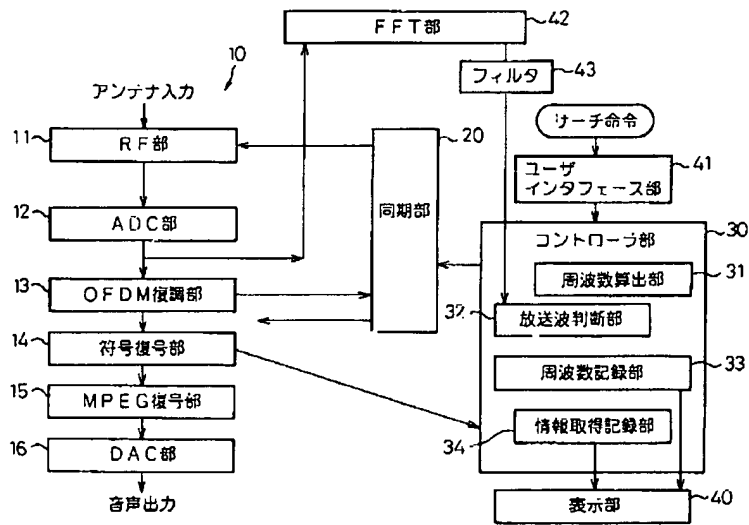 FFT部
42
10
フィルタ
43
アンテナ入力
サーチ命令
11
RF部
20
ユーザ
インタフェース部
41
12
ADC部
同期部
30
コントローラ部
周波数算出部
31
13
OFDM復調部
32
放送波判断部
14
符号復号部
周波数記録部
33
15
MPEG復号部
情報取得記録部
34
16
DAC部
音声出力
表示部
40